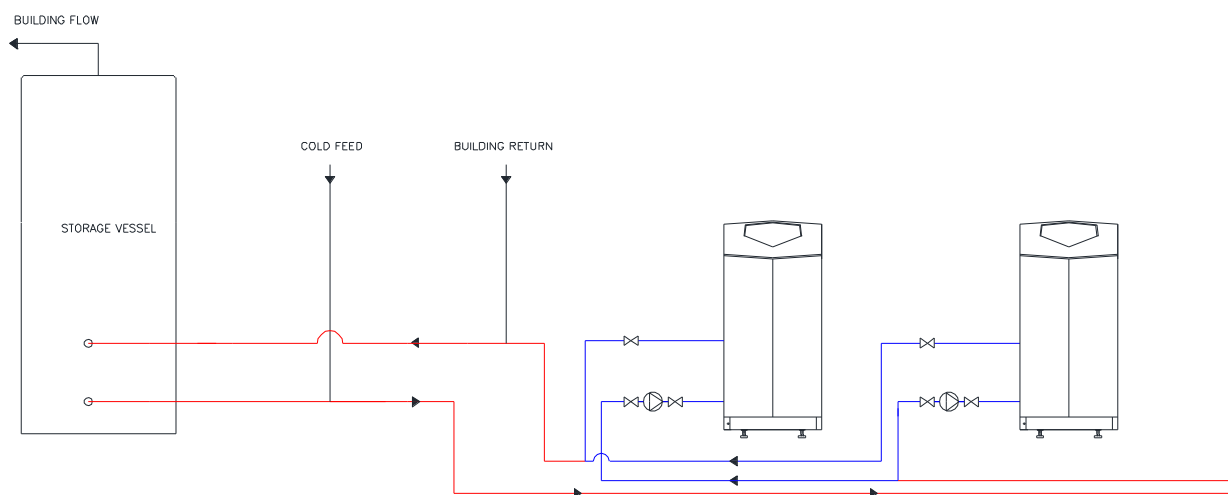 BUILDING FLOW
COLD FEED
BUILDING RETURN
STORAGE VESSEL